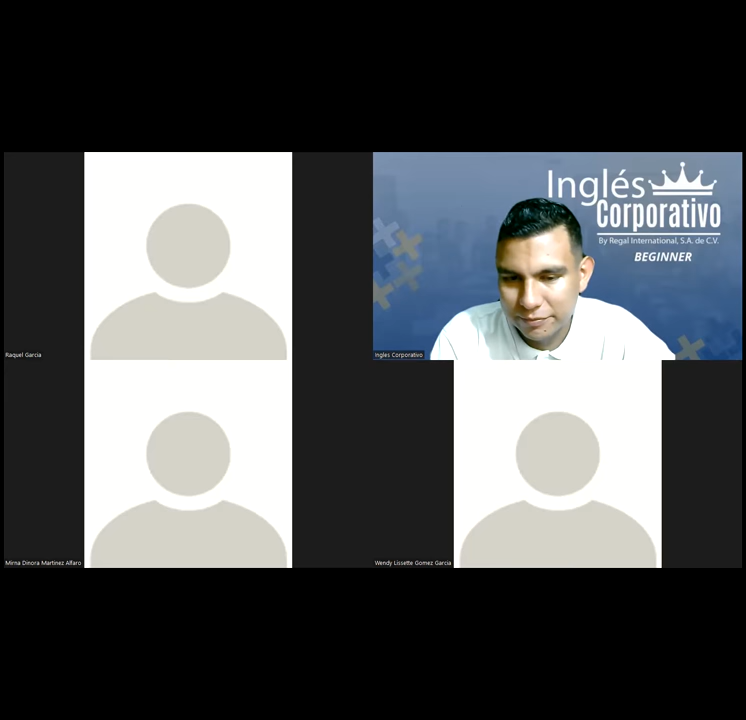 Inglés
Corporativo
By Regal International, S.A. de C.V.
BEGINNER
Raquel Garcia
Ingles Corporativo
Mirna Dinora Martinez Alfaro
Wendy Lissette Gomez Garcia